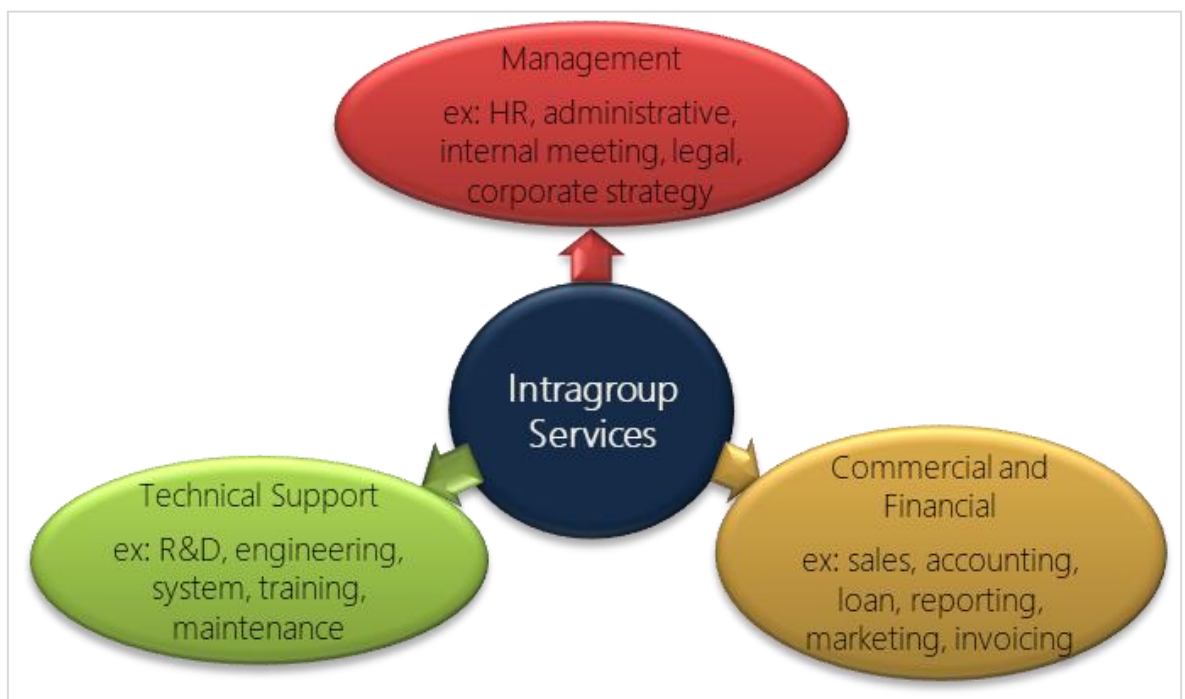 Management
ex: HR, administrative,
internal meeting, legal,
corporate strategy
Intragroup
Services
Technical Support
ex: R&D, engineering,
system, training,
maintenance
Commercial and
Financial
ex: sales, accounting,
loan, reporting,
marketing, invoicing